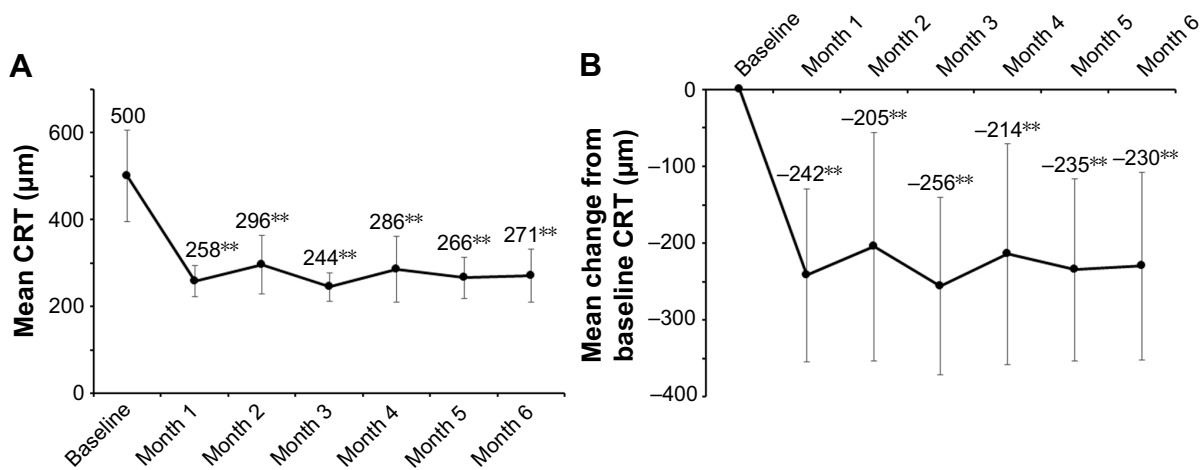 A
Mean CRT (µm)
600
400
200
0
500
258**
296**
244**
286**
266**
271**
Baseline
Month 1
Month 2
Month 3
Month 4
Month 5
Month 6
B
Baseline
Month 1
Month 2
Month 3
Month 4
Month 5
Month 6
Mean change from
baseline CRT (µm)
0
–100
–200
–300
–400
–242**
–205**
–256**
–214**
–235**
–230**